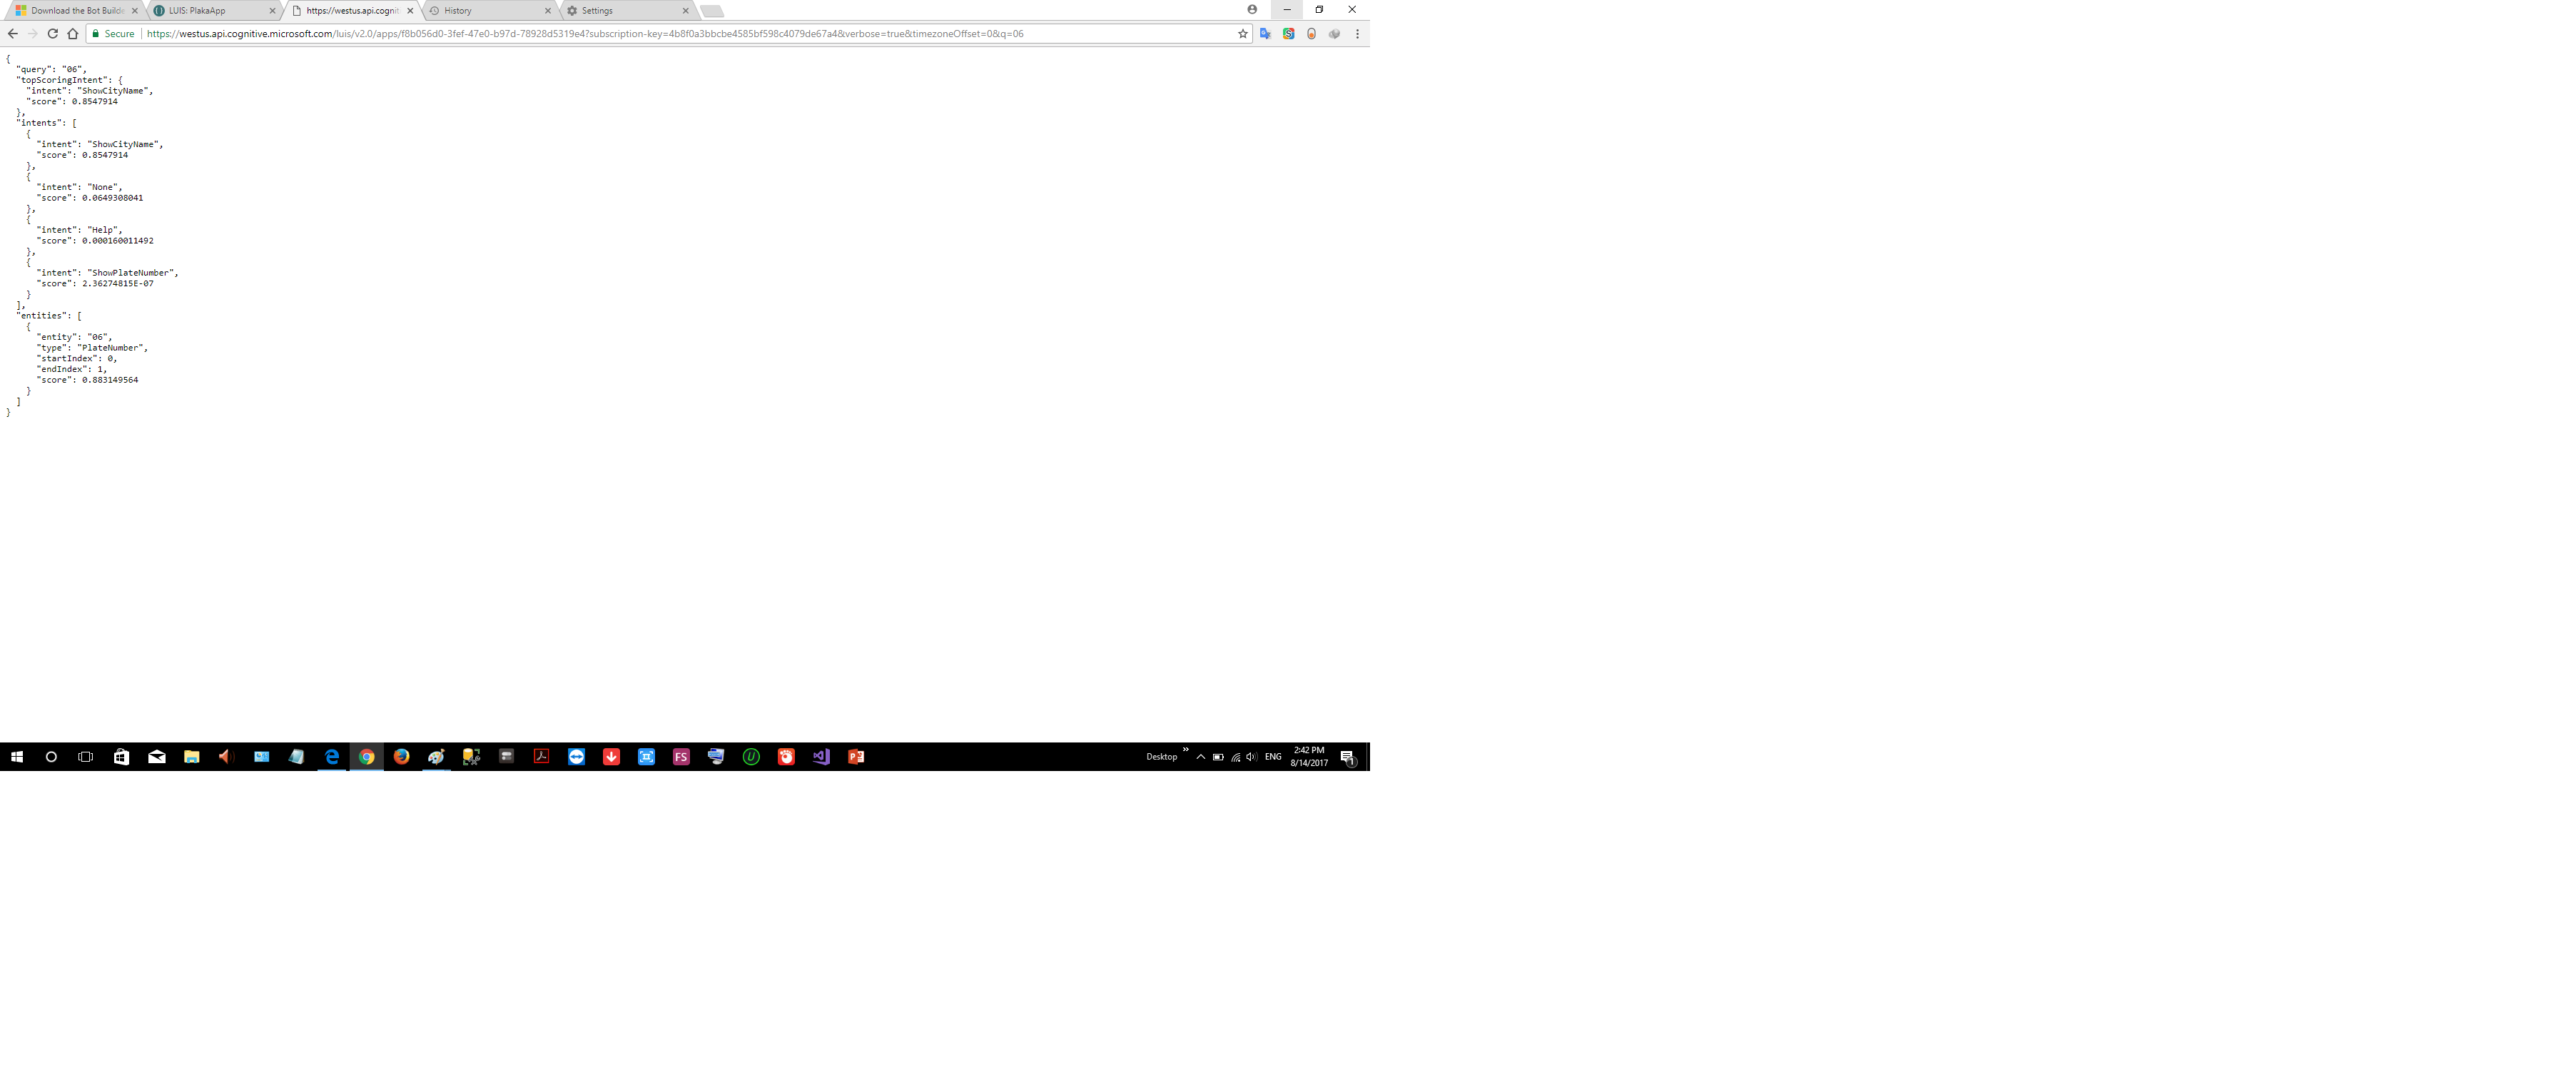 Download the Bot Builde
LUIS: PlakaApp
https://westus.api.cogniti
History
Settings
Secure
https://westus.api.cognitive.microsoft.com/luis/v2.0/apps/f8b056d0-3fef-47e0-b97d-78928d5319e4?subscription-key=4b8f0a3bbcbe4585bf598c4079de67a4&verbose=true&timezoneOffset=0&q=06
{
"query": "06",
"topScoringIntent": {
"intent": "ShowCityName",
"score": 0.8547914
},
"intents": [
{
"intent": "ShowCityName",
"score": 0.8547914
},
{
"intent": "None",
"score": 0.0649308041
},
{
"intent": "Help",
"score": 0.000160011492
},
{
"intent": "ShowPlateNumber",
"score": 2.36274815E-07
}
],
"entities": [
{
"entity": "06",
"type": "PlateNumber",
"startIndex": 0,
"endIndex": 1,
"score": 0.883149564
}
]
}
FS
Desktop
ENG
2:42 PM
8/14/2017
1